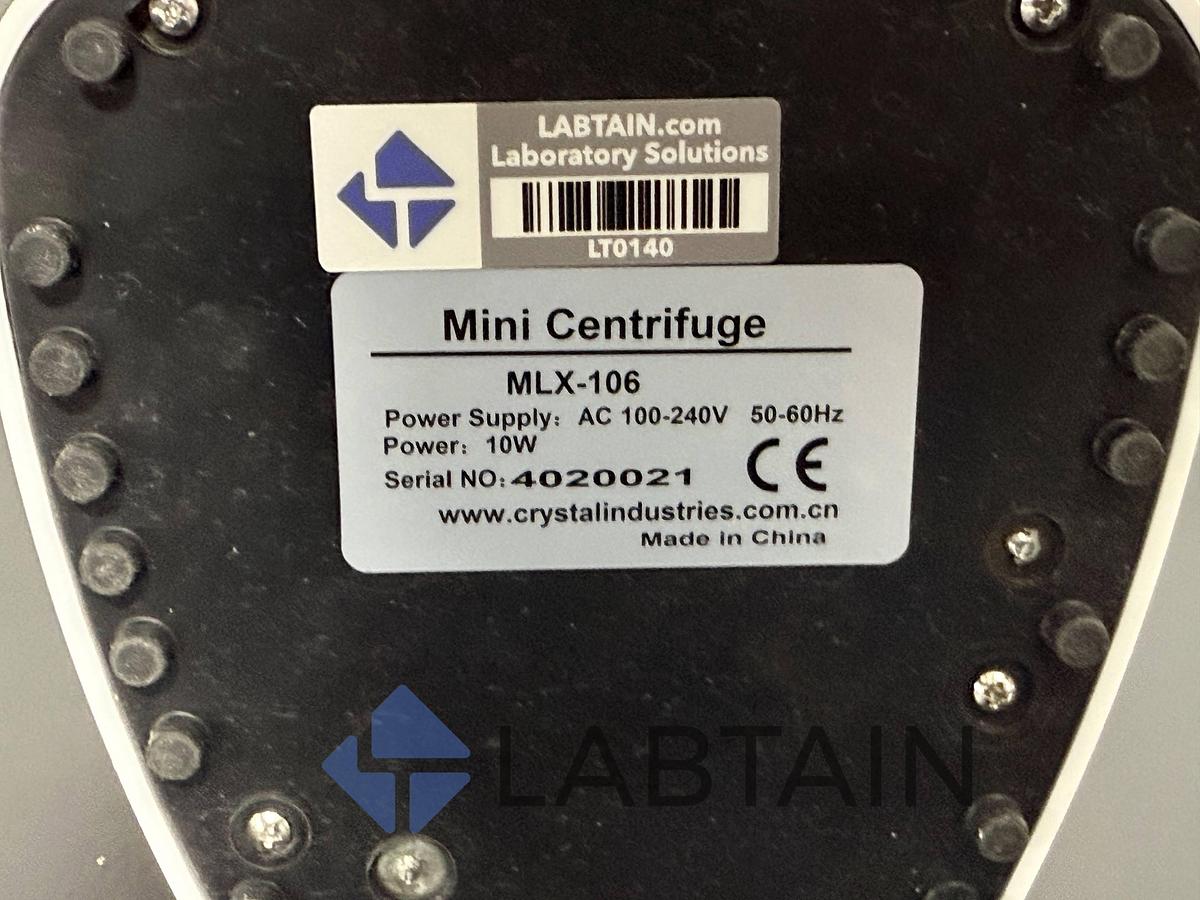 LABTAIN.com
Laboratory Solutions
LT0140
Mini Centrifuge
MLX-106
Power Supply: AC 100-240V 50-60Hz
Power: 10W
Serial NO: 4020021
CE
www.crystalindustries.com.cn
Made in China
LABTAIN